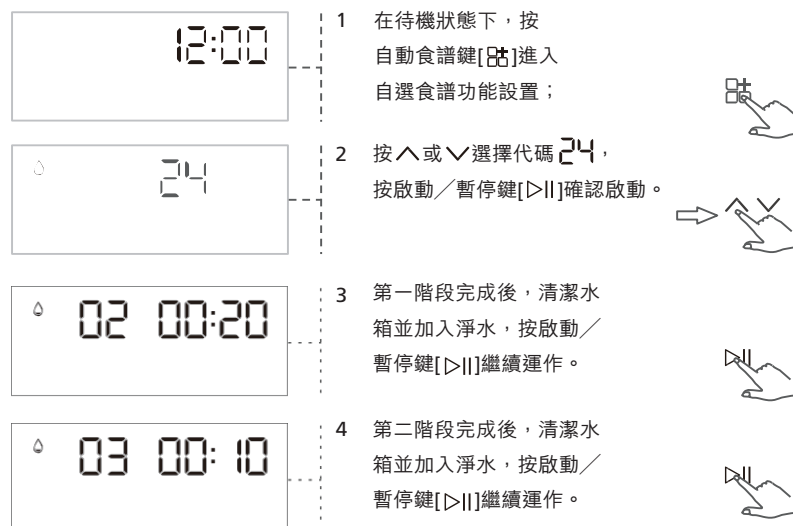 12:00
1 在待機狀態下，按
自動食譜鍵[ ]進入
自選食譜功能設置；
24
2 按∧或∨選擇代碼24，
按啟動／暫停鍵[▷||]確認啟動。
02 00:20
3 第一階段完成後，清潔水
箱並加入淨水，按啟動／
暫停鍵[▷||]繼續運作。
03 00:10
4 第二階段完成後，清潔水
箱並加入淨水，按啟動／
暫停鍵[▷||]繼續運作。